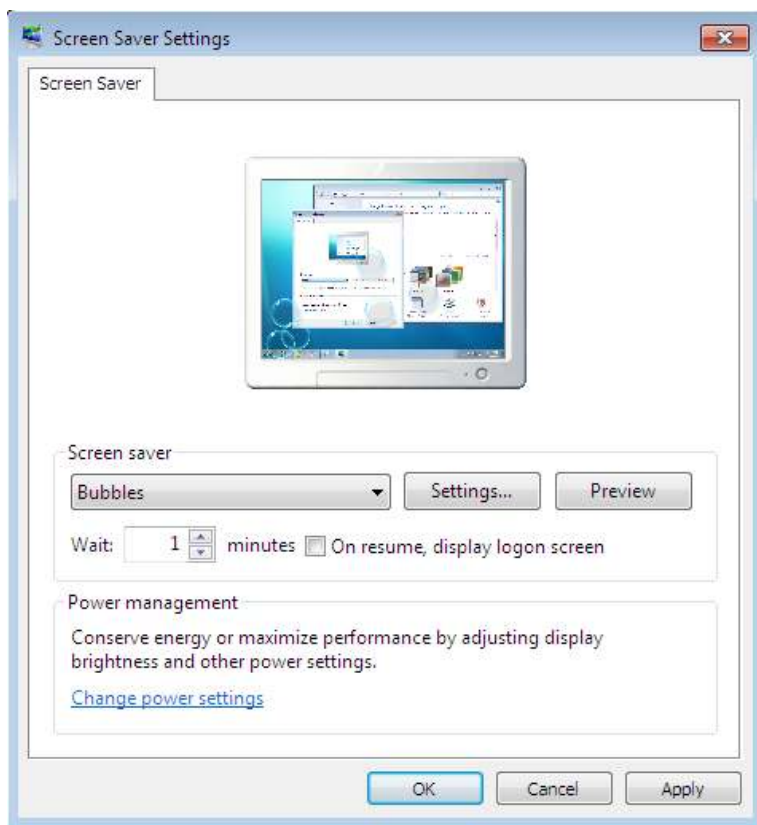 Screen Saver Settings
Screen Saver
Screen saver
Bubbles
Settings...
Preview
Wait: 1 minutes On resume, display logon screen
Power management
Conserve energy or maximize performance by adjusting display
brightness and other power settings.
Change power settings
OK Cancel Apply